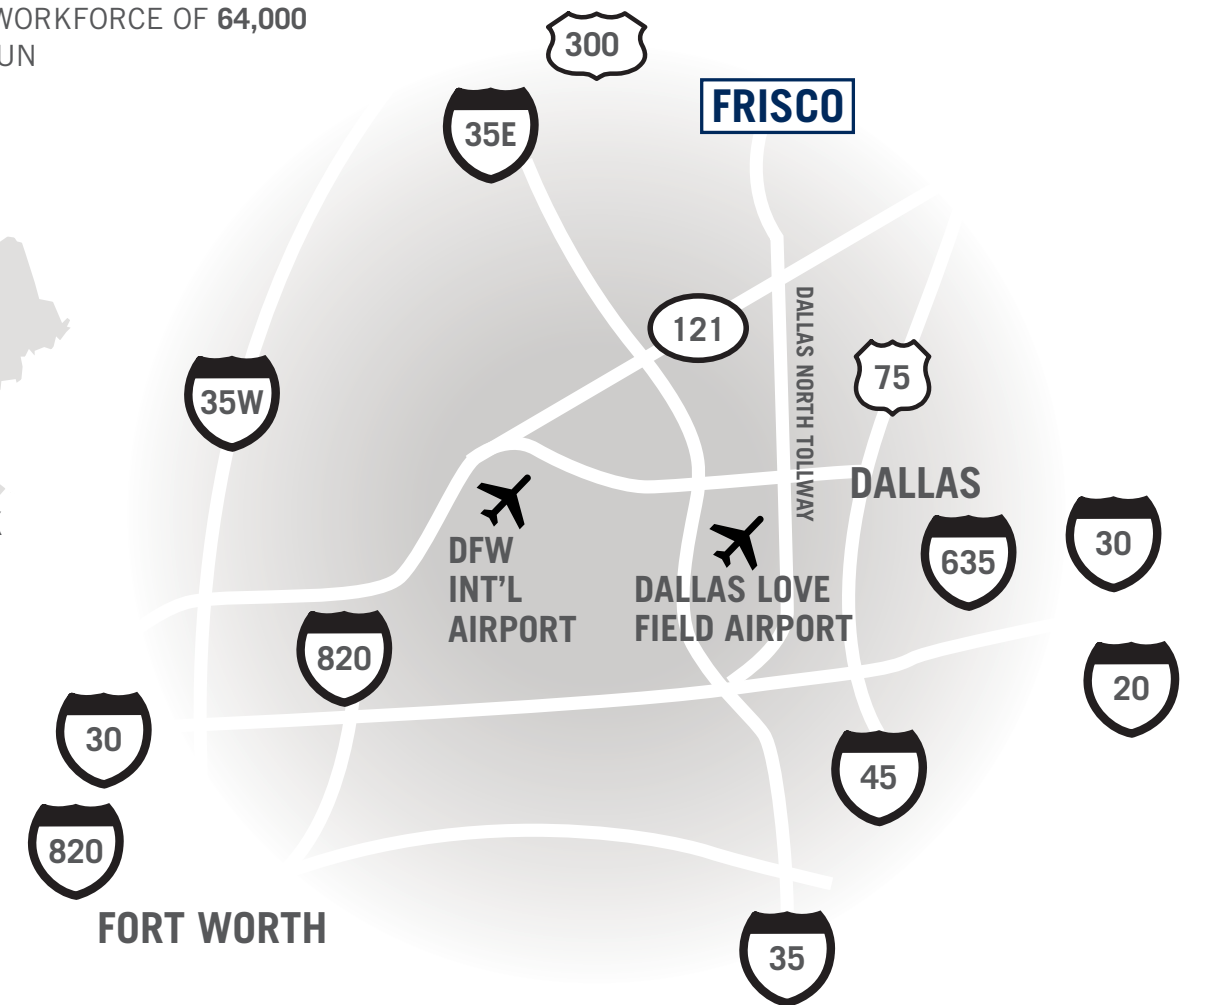 WORKFORCE OF 64,000
UN
300
FRISCO
35E
DALLAS NORTH TOLLWAY
121
75
35W
DALLAS
30
635
DFW
INT'L
AIRPORT
DALLAS LOVE
FIELD AIRPORT
820
20
30
45
820
FORT WORTH
35